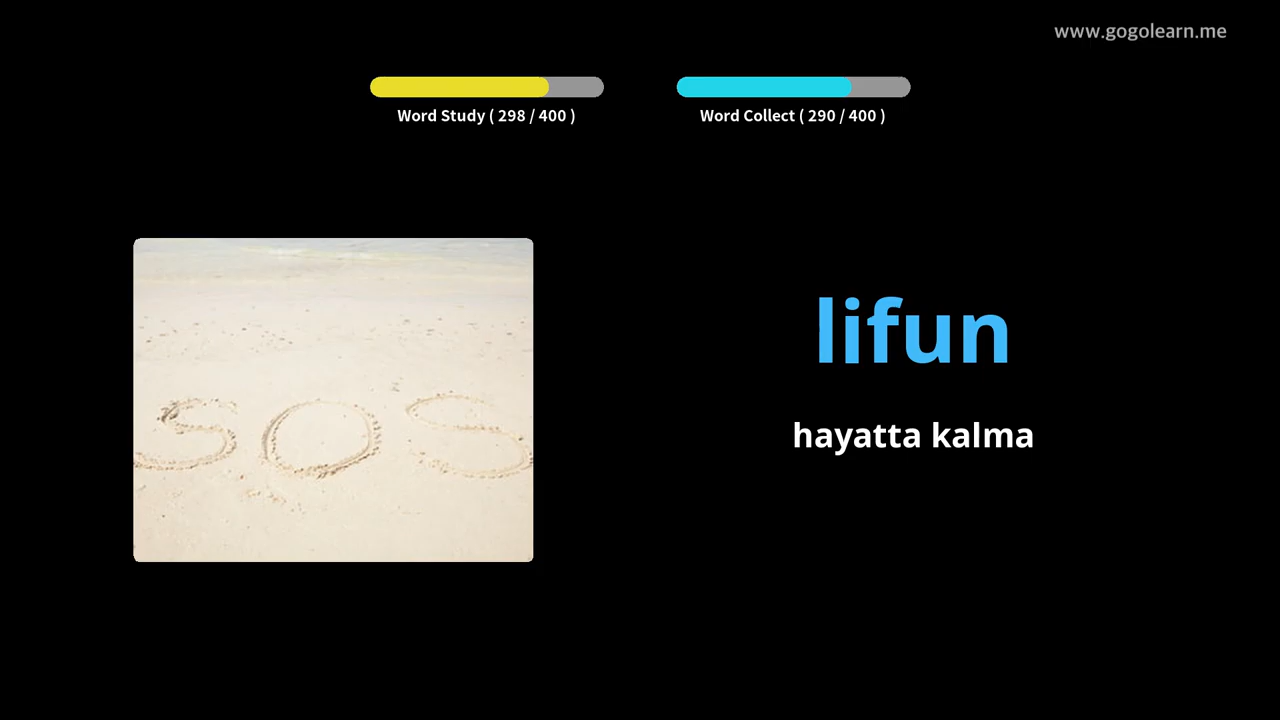 www.gogolearn.me
Word Study ( 298 / 400 )
Word Collect ( 290 / 400 )
SOS
lifun
hayatta kalma